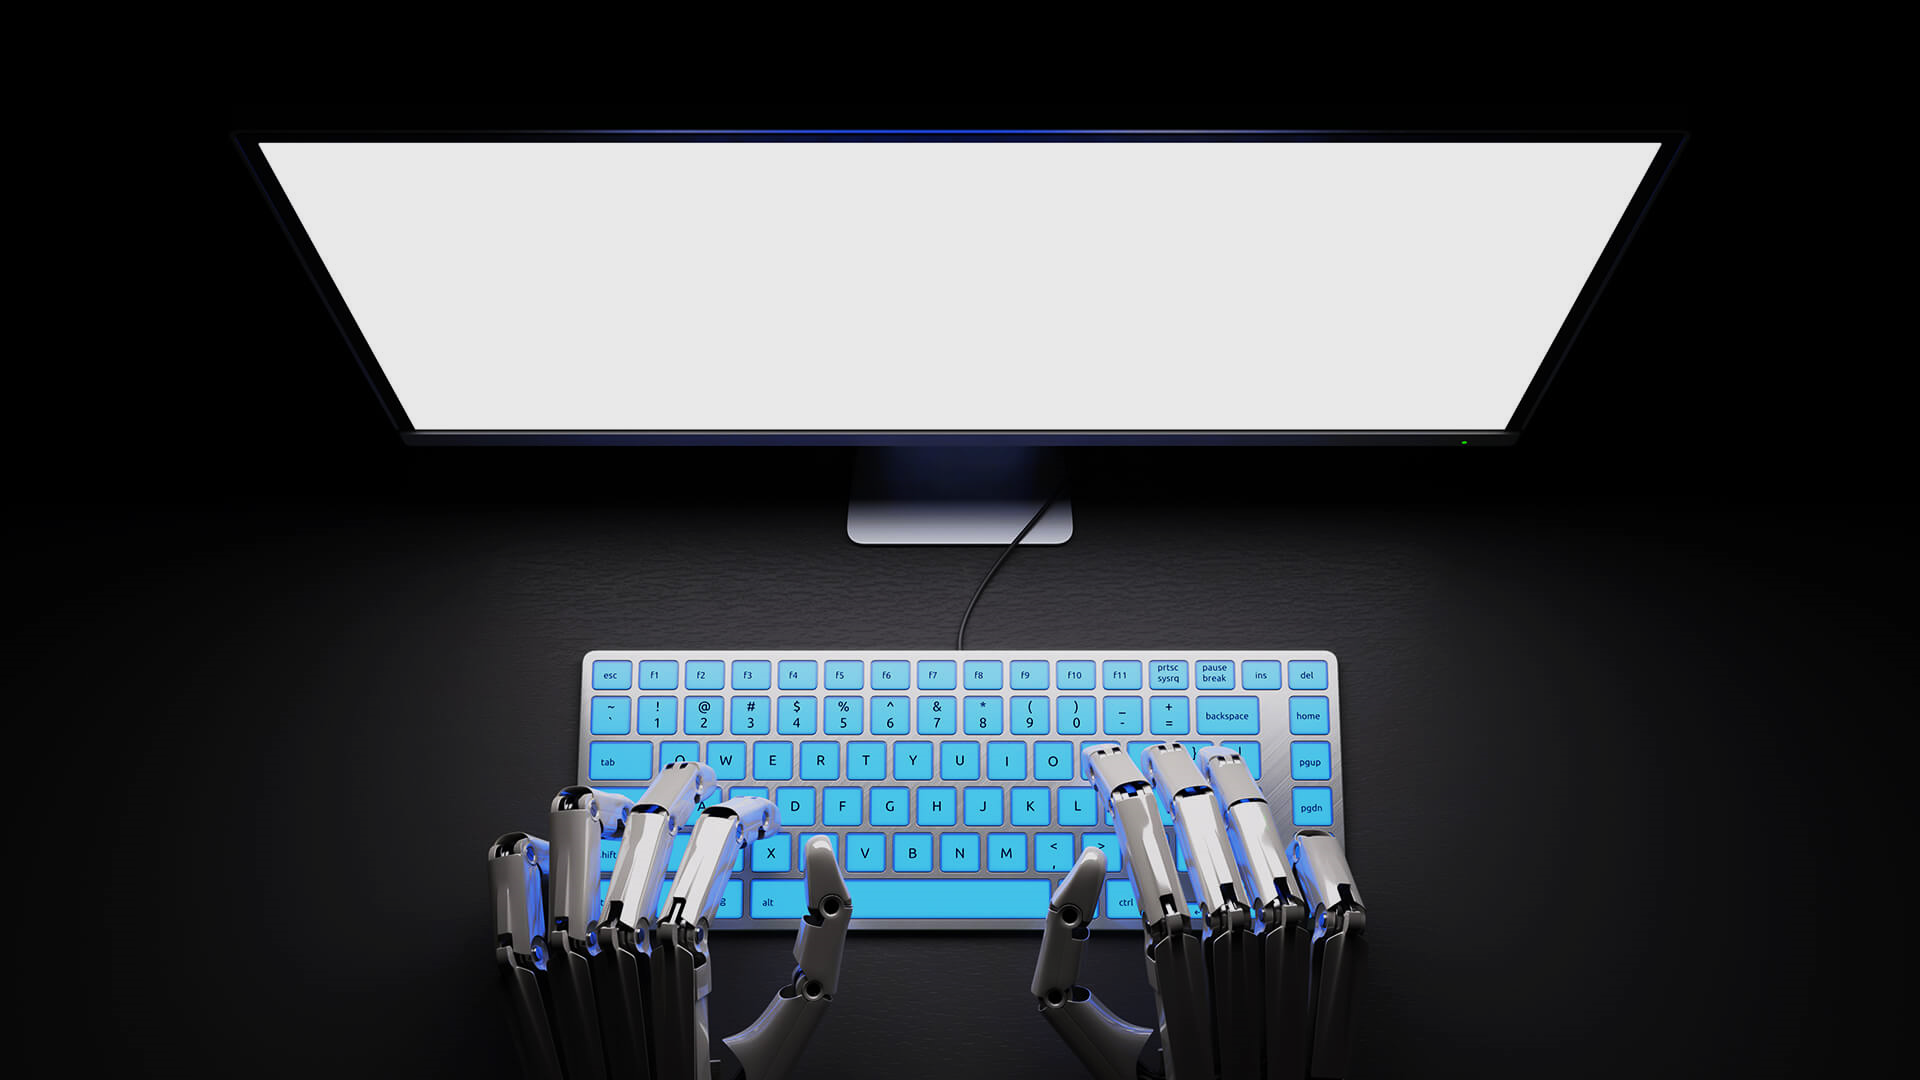 esc f1 f2 f3 f4 f5 f6 f7 f8 f9 f10 f11 prtsc sysrq pause break ins del
~ ` ! 1 @ 2 # 3 $ 4 % 5 ^ 6 & 7 * 8 ( 9 ) 0 _ - + = backspace home
tab W E R T Y U I O } pgup
A D F G H J K L pgdn
X V B N M < , >
alt ctrl